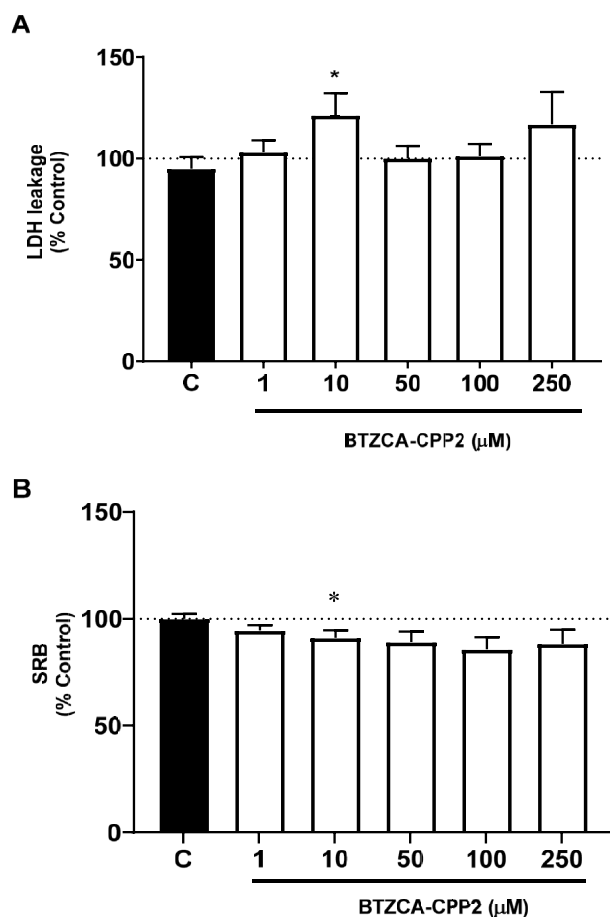 A
LDH leakage
(% Control)
150
100
50
0
*
C 1 10 50 100 250
BTZCA-CPP2 (μM)
B
SRB
(% Control)
150
100
50
0
*
C 1 10 50 100 250
BTZCA-CPP2 (μM)